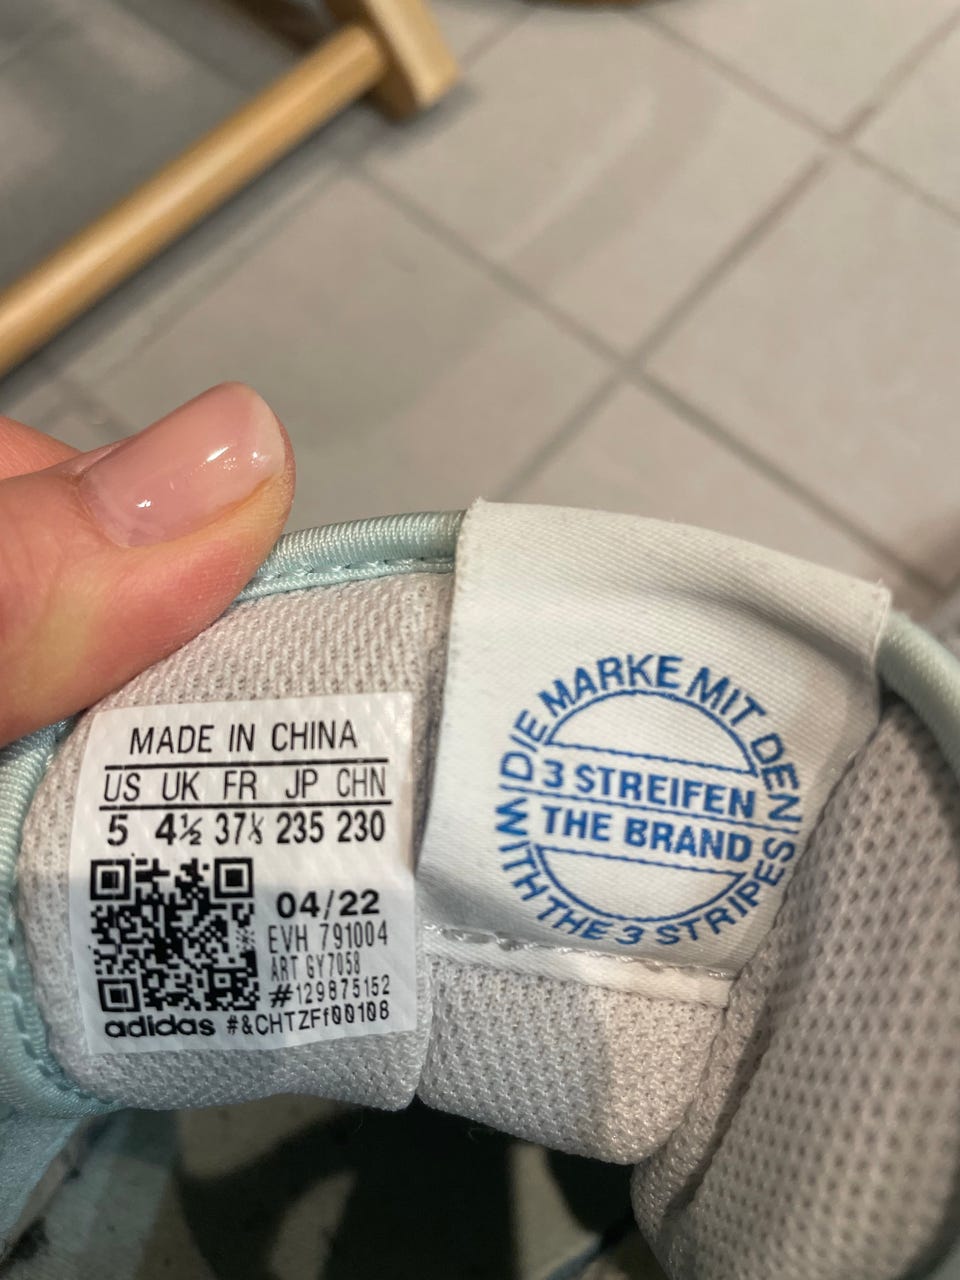 MADE IN CHINA
US UK FR JP CHN
5 4½ 37⅓ 235 230
04/22
EVH 791004
ART GY7058
#129875152
adidas #&CHTZFf00108
DIE MARKE MIT DEN
3 STREIFEN
THE BRAND
WITH THE 3 STRIPES